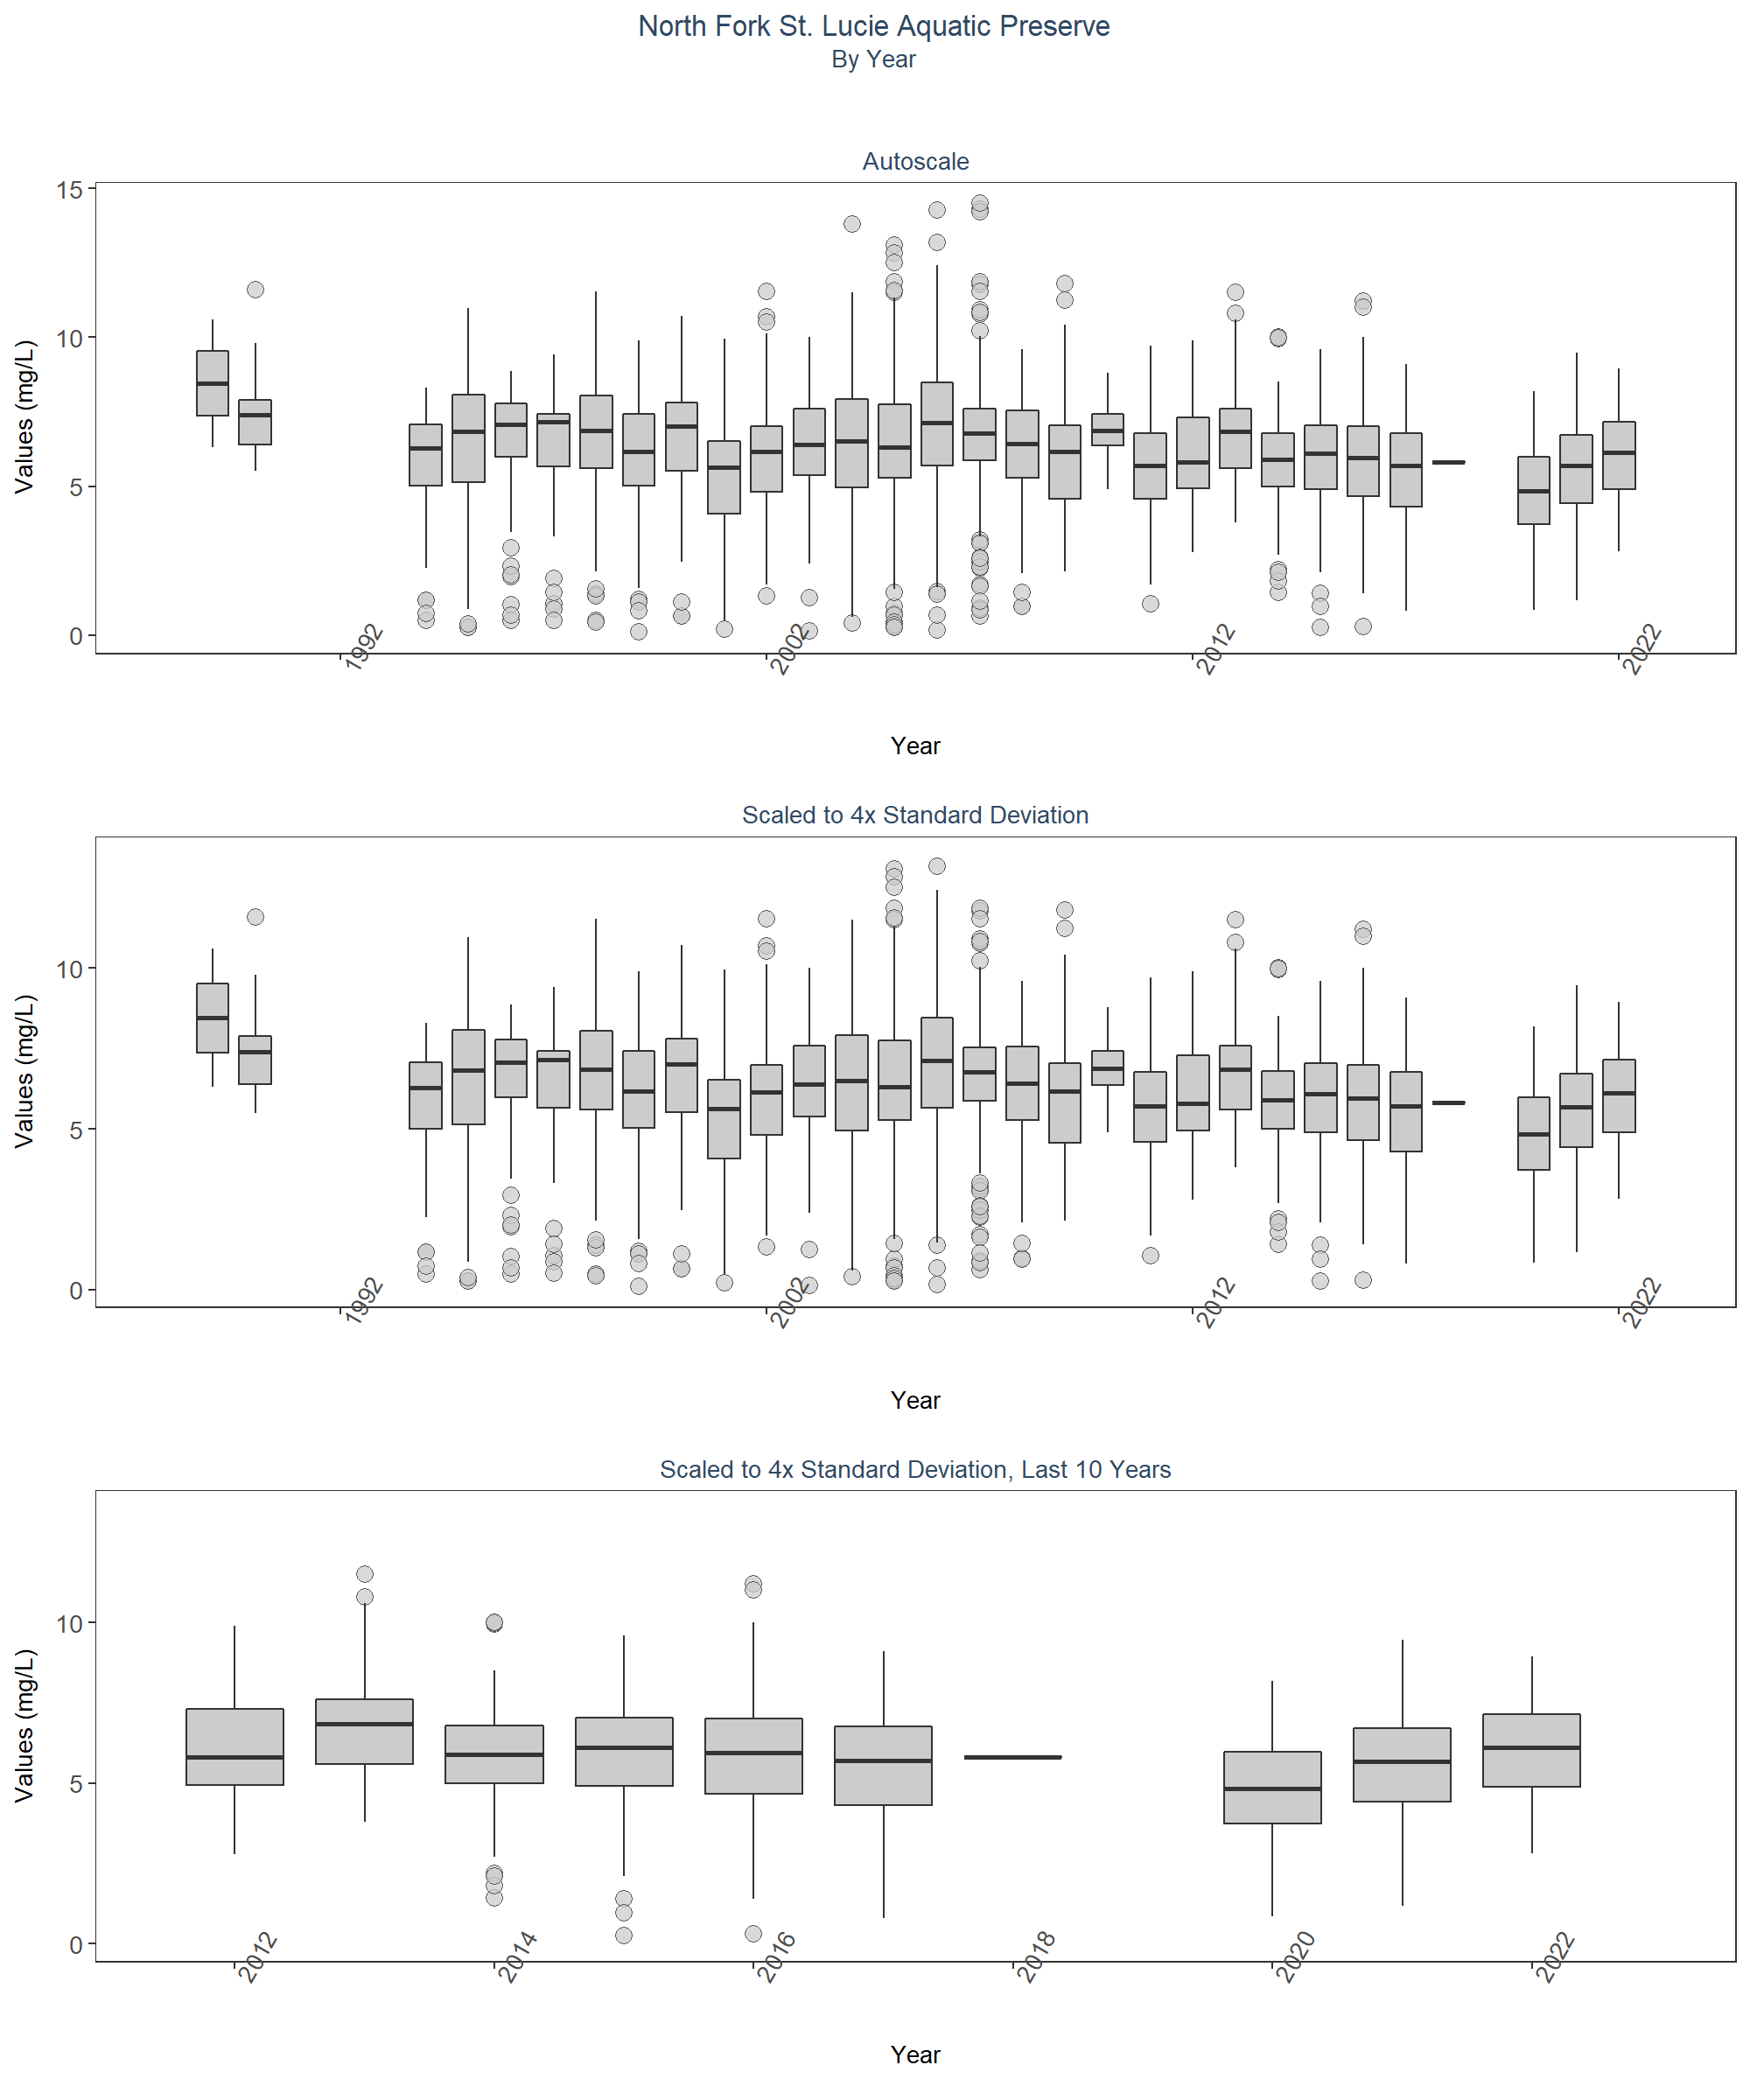 North Fork St. Lucie Aquatic Preserve
By Year
Autoscale
Values (mg/L)
15
10
5
0
1992
2002
2012
2022
Year
Scaled to 4x Standard Deviation
Values (mg/L)
10
5
0
1992
2002
2012
2022
Year
Scaled to 4x Standard Deviation, Last 10 Years
Values (mg/L)
10
5
0
2012
2014
2016
2018
2020
2022
Year